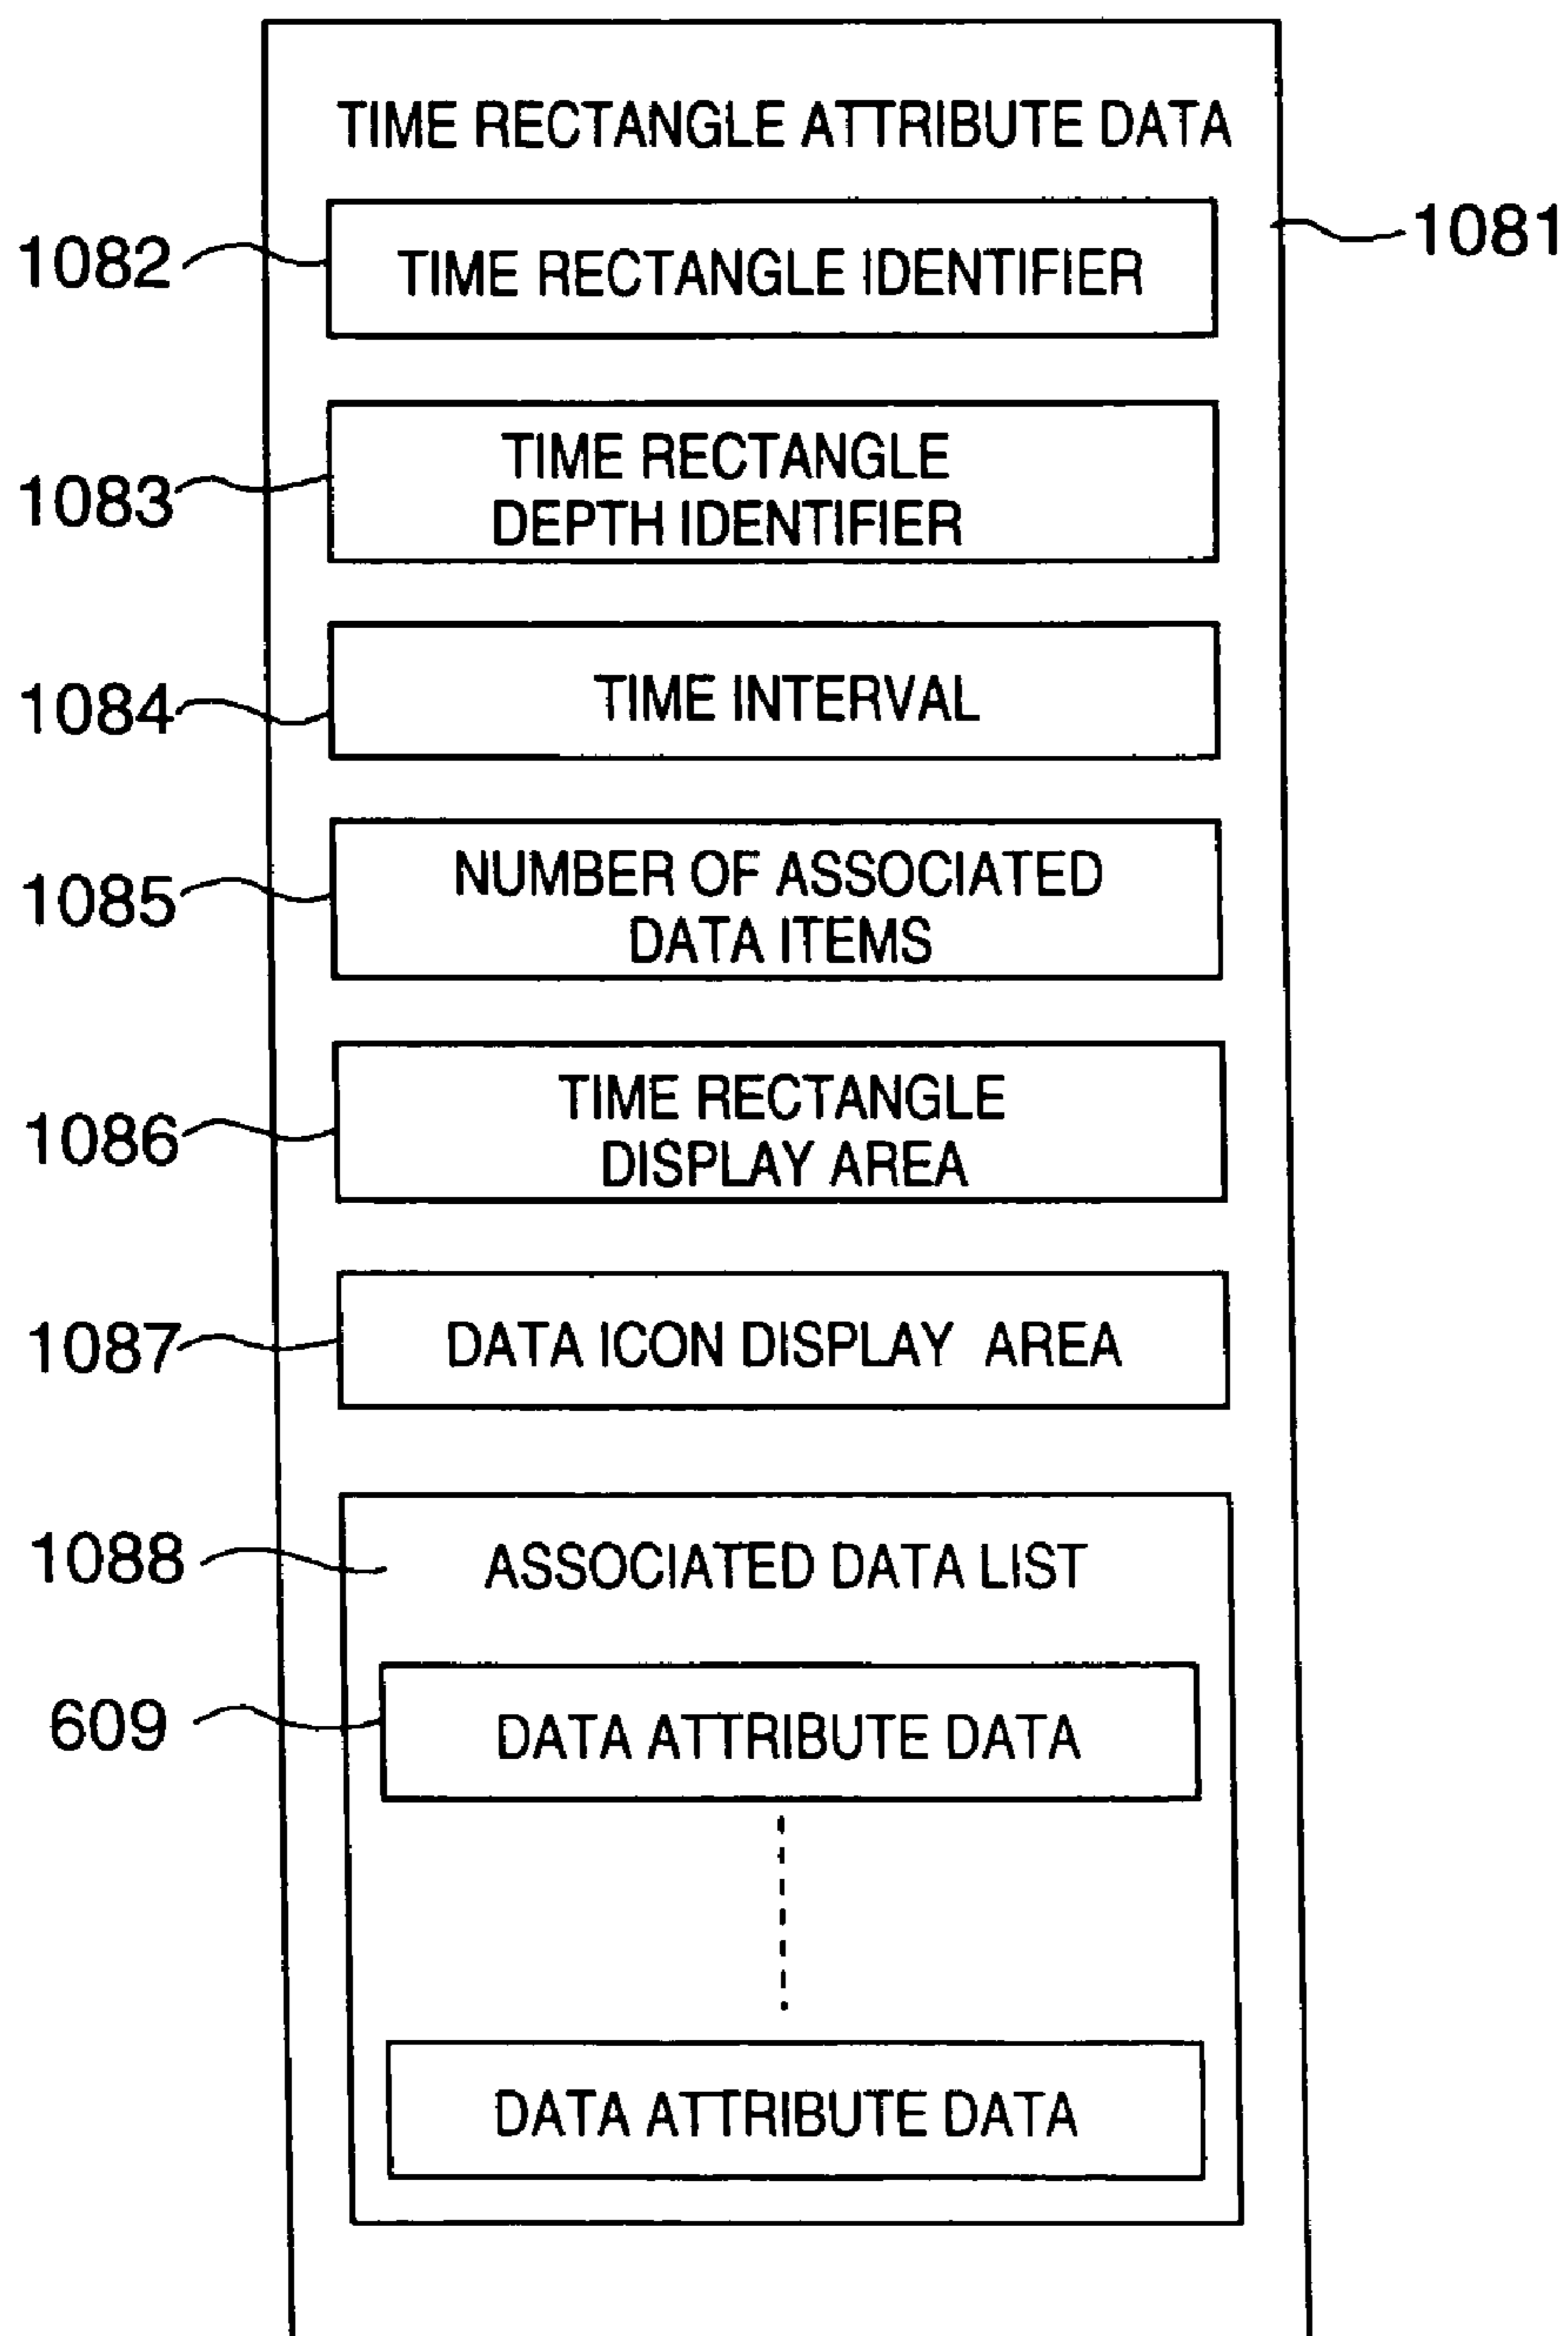 TIME RECTANGLE ATTRIBUTE DATA
1081
1082
TIME RECTANGLE IDENTIFIER
1083
TIME RECTANGLE
DEPTH IDENTIFIER
1084
TIME INTERVAL
1085
NUMBER OF ASSOCIATED
DATA ITEMS
1086
TIME RECTANGLE
DISPLAY AREA
1087
DATA ICON DISPLAY AREA
1088
ASSOCIATED DATA LIST
609
DATA ATTRIBUTE DATA
DATA ATTRIBUTE DATA